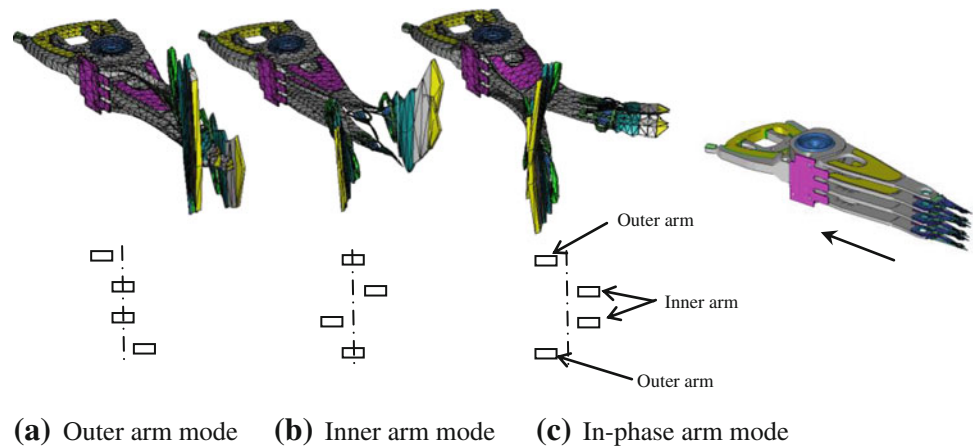 Outer arm
Inner arm
Outer arm
(a) Outer arm mode
(b) Inner arm mode
(c) In-phase arm mode